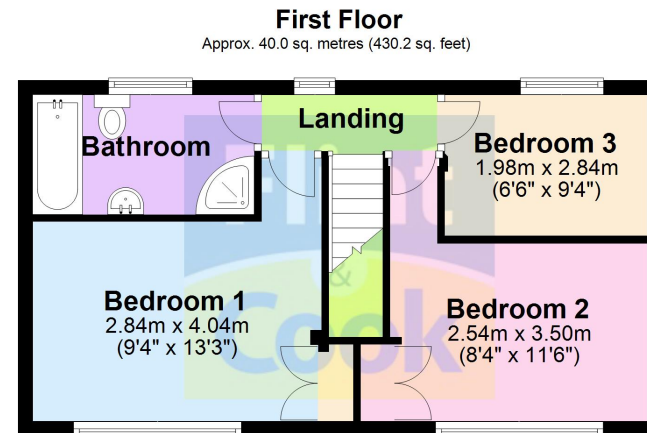 First Floor
Approx. 40.0 sq. metres (430.2 sq. feet)
Landing
Bathroom
Bedroom 3
1.98m x 2.84m
(6'6" x 9'4")
Flint
&
Cook
Bedroom 1
2.84m x 4.04m
(9'4" x 13'3")
Bedroom 2
2.54m x 3.50m
(8'4" x 11'6")